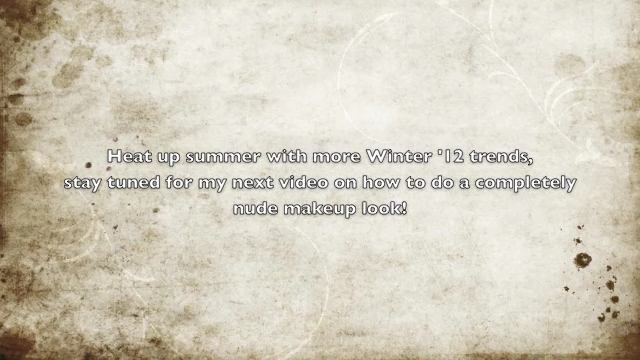 Heat up summer with more Winter '12 trends,
stay tuned for my next video on how to do a completely
nude makeup look!